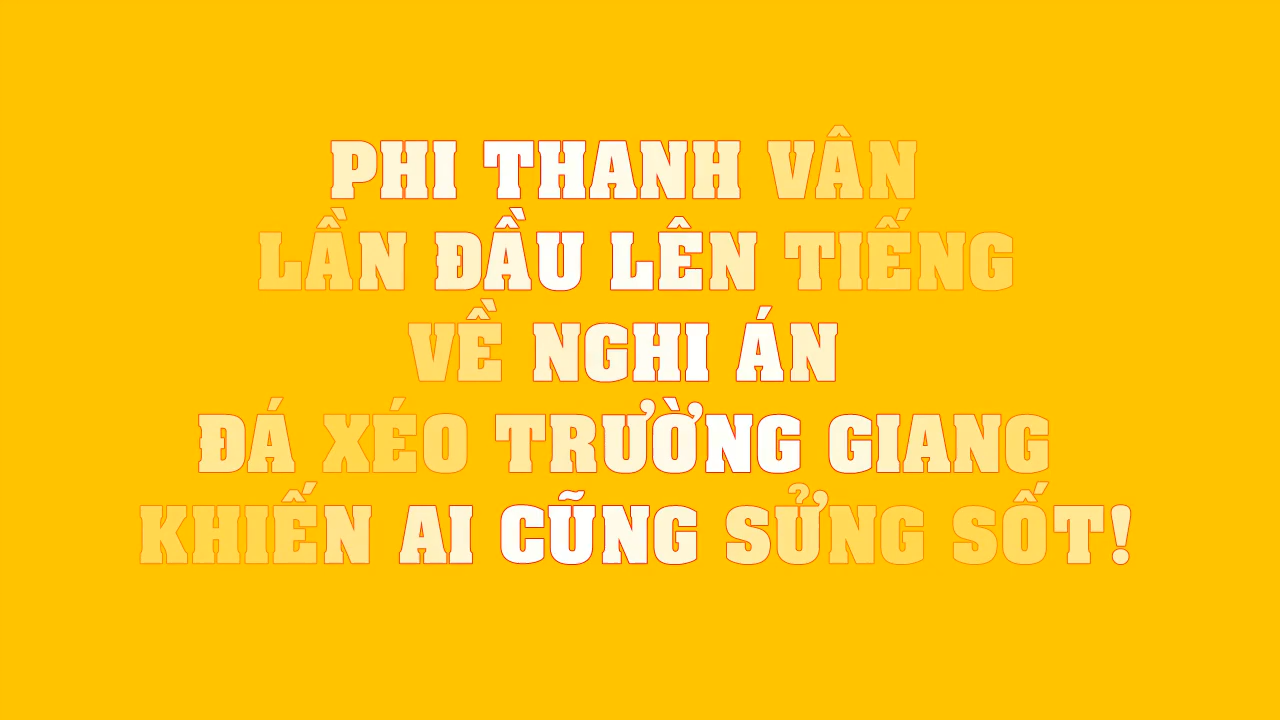 PHI THANH VÂN
LẦN ĐẦU LÊN TIẾNG
VỀ NGHI ÁN
ĐÁ XÉO TRƯỜNG GIANG
KHIẾN AI CŨNG SỬNG SỐT!